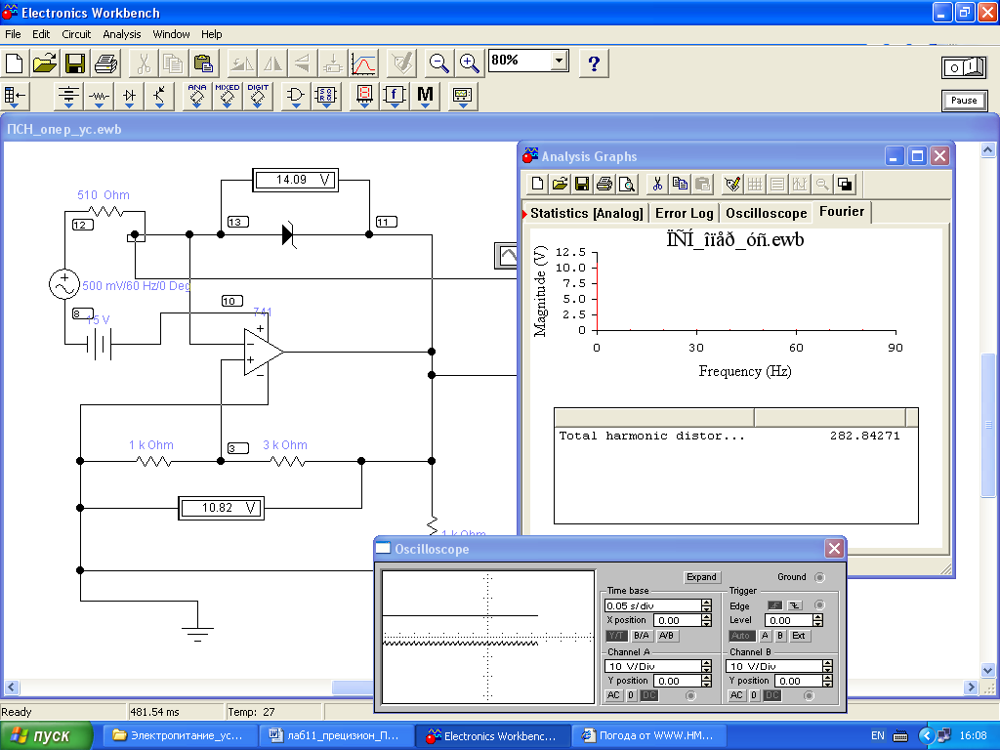 Electronics Workbench
File Edit Circuit Analysis Window Help
80%
?
Pause
ANA MIXED DIGIT
f M
ПСН_опер_ус.ewb
14.09 V
510 Ohm
12
13
11
500 mV/60 Hz/0 Deg
8
15 V
10
741
1 k Ohm
3
3 k Ohm
10.82 V
1 k Ohm
Analysis Graphs
Statistics [Analog] Error Log Oscilloscope Fourier
ÏÑÍ_îïåð_óñ.ewb
Magnitude (V)
12.5
10.0
7.5
5.0
2.5
0
0 30 60 90
Frequency (Hz)
Total harmonic distor... 282.84271
Oscilloscope
Expand Ground
Time base
0.05 s/div
X position 0.00
Y/T B/A A/B
Trigger
Edge
Level 0.00
Auto A B Ext
Channel A
10 V/Div
Y position 0.00
AC 0 DC
Channel B
10 V/Div
Y position 0.00
AC 0 DC
Ready 481.54 ms Temp: 27
пуск Электропитание_ус... лаб11_прецизион_П... Electronics Workbenc... Погода от WWW.HM... EN 16:08